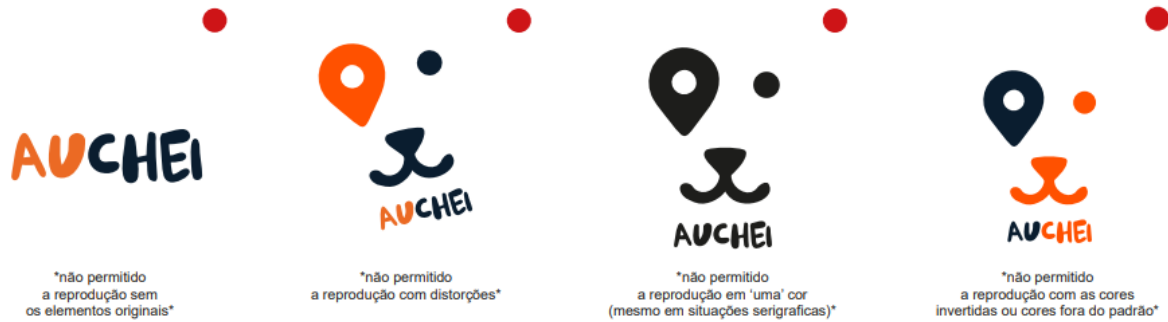 AUCHEI
*não permitido
a reprodução sem
os elementos originais*
AUCHEI
*não permitido
a reprodução com distorções*
AUCHEI
*não permitido
a reprodução em ‘uma’ cor
(mesmo em situações serigraficas)*
AUCHEI
*não permitido
a reprodução com as cores
invertidas ou cores fora do padrão*